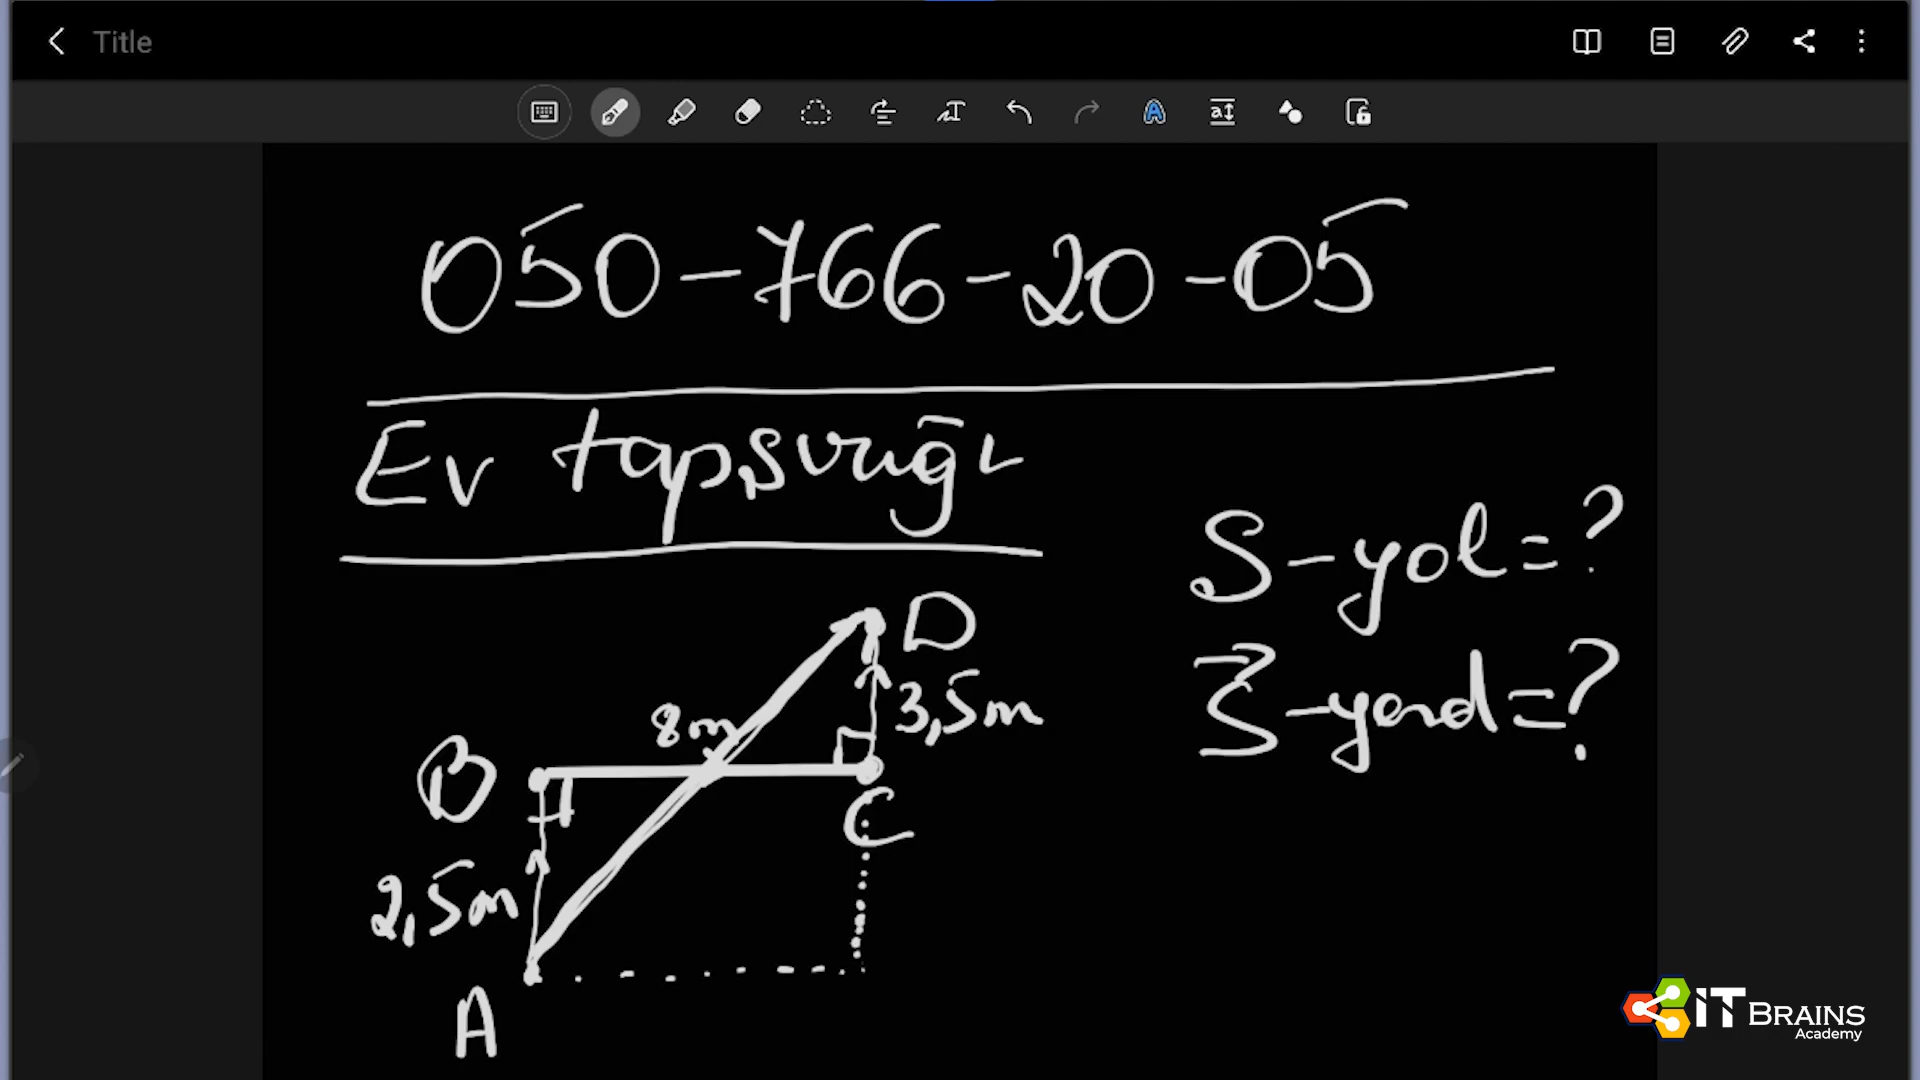 Title
050-766-20-05
Ev tapşırığı
S-yol=?
S-yerd=?
D
8m
3,5m
B
C
2,5m
A
iT BRAINS
Academy